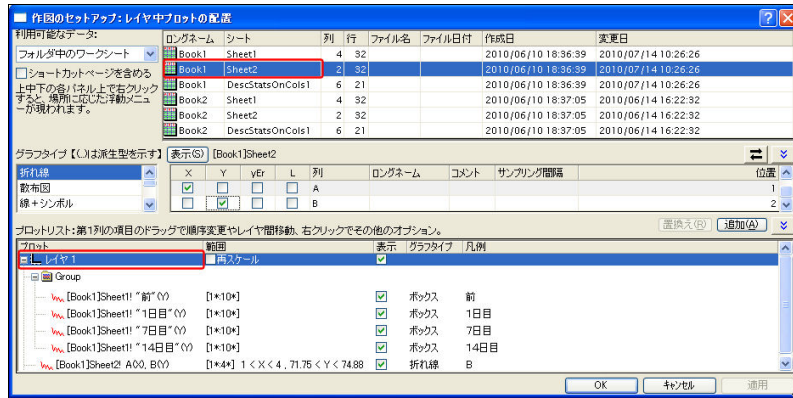 作図のセットアップ：レイヤ中プロットの配置
利用可能なデータ:
フォルダ中のワークシート
ショートカットページを含める
上中下の各パネル上で右クリックすると、場所に応じた浮動メニューが現われます。
ロングネーム シート 列 行 ファイル名 ファイル日付 作成日 変更日
Book1 Sheet1 4 32 2010/06/10 18:36:39 2010/07/14 10:26:26
Book1 Sheet2 2 32 2010/06/10 18:36:39 2010/07/14 10:26:26
Book1 DescStatsOnCols1 6 21 2010/06/10 18:36:39 2010/07/14 10:26:26
Book2 Sheet1 4 32 2010/06/10 18:37:05 2010/06/14 16:22:32
Book2 Sheet2 2 32 2010/06/10 18:37:05 2010/06/14 16:22:32
Book2 DescStatsOnCols1 6 21 2010/06/10 18:37:05 2010/06/14 16:22:32
グラフタイプ【(.)は派生型を示す】 表示(S) [Book1]Sheet2
折れ線
散布図
線+シンボル
X Y yEr L 列 ロングネーム コメント サンプリング間隔 位置
A 1
B 2
プロットリスト：第1列の項目のドラッグで順序変更やレイヤ間移動、右クリックでその他のオプション。
置換え(R) 追加(A)
プロット 範囲 表示 グラフタイプ 凡例
レイヤ 1 再スケール
Group
[Book1]Sheet1! "前"(Y) [1*:10*] ボックス 前
[Book1]Sheet1! "1日目"(Y) [1*:10*] ボックス 1日目
[Book1]Sheet1! "7日目"(Y) [1*:10*] ボックス 7日目
[Book1]Sheet1! "14日目"(Y) [1*:10*] ボックス 14日目
[Book1]Sheet2! A(X), B(Y) [1*:4*] 1 < X < 4 , 71.75 < Y < 74.88 折れ線 B
OK キャンセル 適用